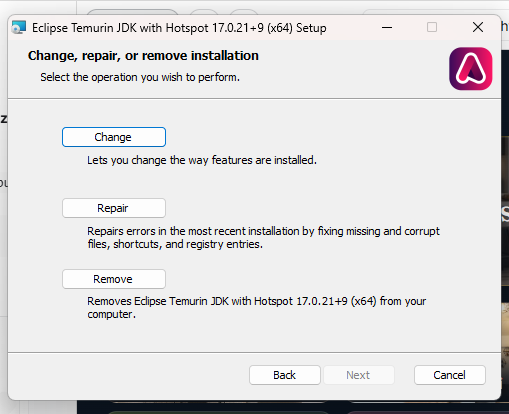 Eclipse Temurin JDK with Hotspot 17.0.21+9 (x64) Setup
Change, repair, or remove installation
Select the operation you wish to perform.
Change
Lets you change the way features are installed.
Repair
Repairs errors in the most recent installation by fixing missing and corrupt
files, shortcuts, and registry entries.
Remove
Removes Eclipse Temurin JDK with Hotspot 17.0.21+9 (x64) from your
computer.
Back
Next
Cancel